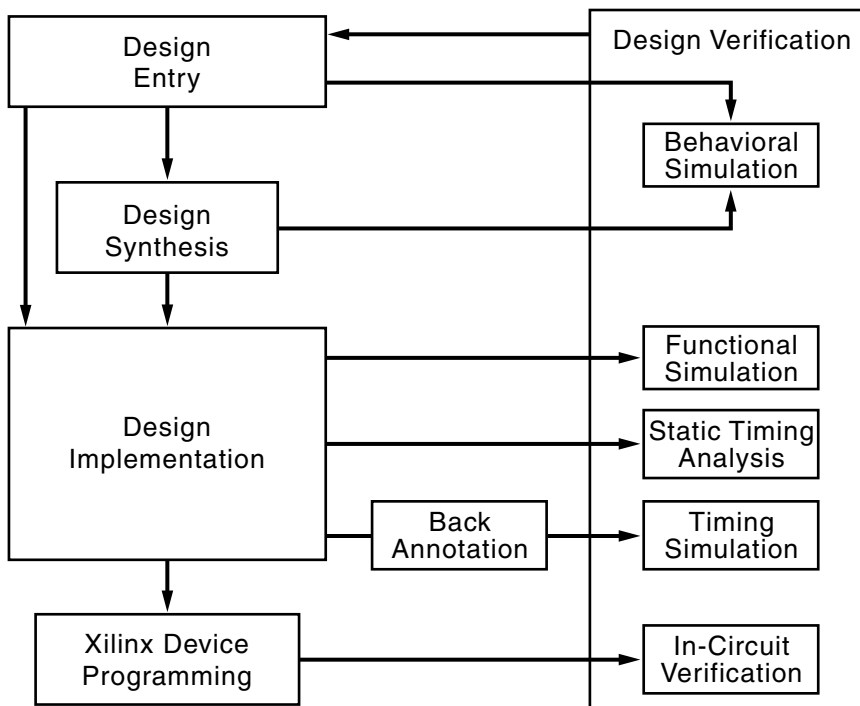 Design
Entry
Design Verification
Behavioral
Simulation
Design
Synthesis
Design
Implementation
Functional
Simulation
Static Timing
Analysis
Back
Annotation
Timing
Simulation
Xilinx Device
Programming
In-Circuit
Verification